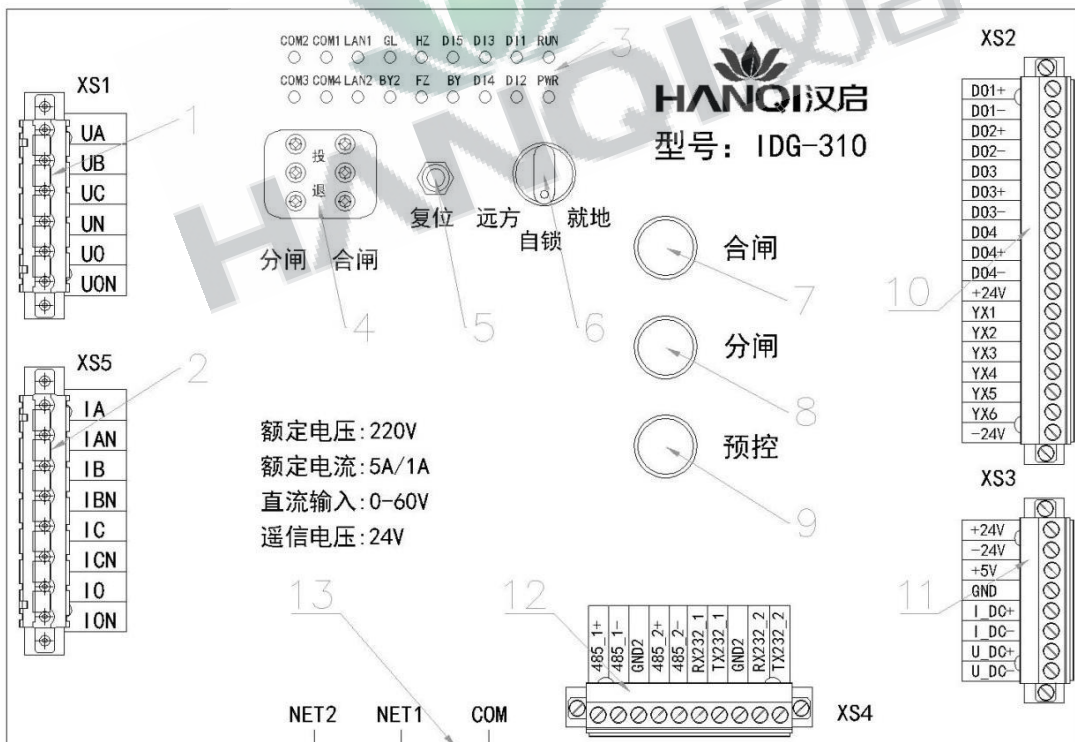 COM2 COM1 LAN1 GL HZ DI5 DI3 DI1 RUN
COM3 COM4 LAN2 BY2 FZ BY DI4 DI2 PWR
3
HANQI汉启
型号: IDG-310
HANQI汉启
XS1
UA
UB
UC
UN
U0
U0N
1
投
退
分闸 合闸
4
复位
5
远方 就地
自锁
6
合闸
7
分闸
8
预控
9
XS5
IA
IAN
IB
IBN
IC
ICN
I0
I0N
2
额定电压:220V
额定电流:5A/1A
直流输入:0-60V
遥信电压:24V
XS2
D01+
D01-
D02+
D02-
D03
D03+
D03-
D04
D04+
D04-
+24V
YX1
YX2
YX3
YX4
YX5
YX6
-24V
10
XS3
+24V
-24V
+5V
GND
I_DC+
I_DC-
U_DC+
U_DC-
11
13
12
485_1+
485_1-
GND2
485_2+
485_2-
RX232_1
TX232_1
GND2
RX232_2
TX232_2
XS4
NET2 NET1 COM